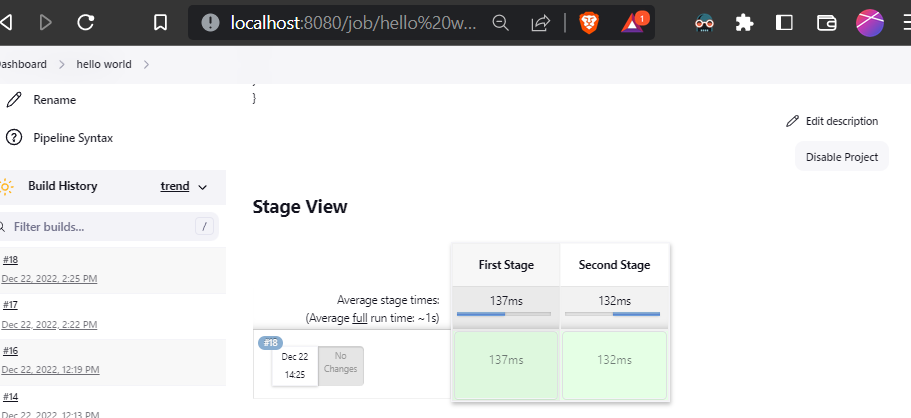 localhost:8080/job/hello%20w...
1
ashboard > hello world >
}
Rename
Edit description
Pipeline Syntax
Disable Project
Build History trend
Filter builds... /
Stage View
#18
Dec 22, 2022, 2:25 PM
#17
Dec 22, 2022, 2:22 PM
#16
Dec 22, 2022, 12:19 PM
#14
Dec 22, 2022, 12:13 PM
First Stage Second Stage
Average stage times: 137ms 132ms
(Average full run time: ~1s)
#18
Dec 22
14:25
No
Changes
137ms 132ms